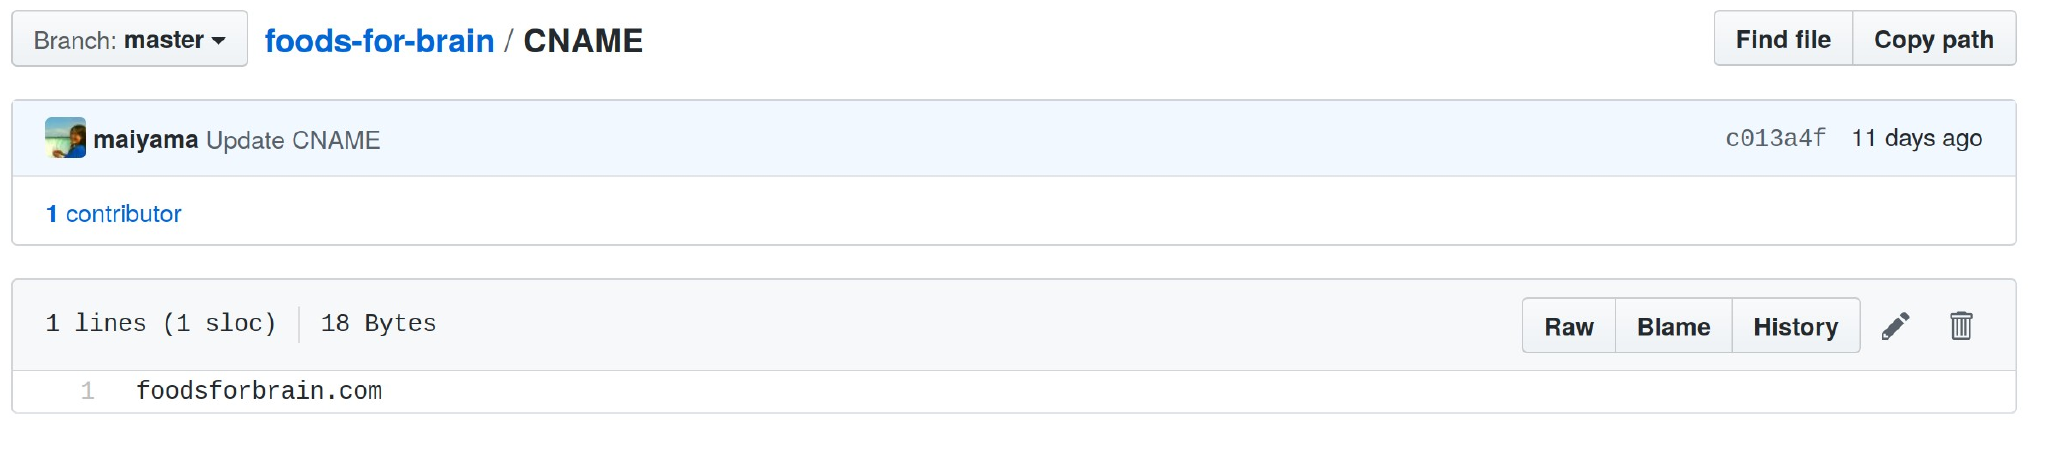 Branch: master foods-for-brain / CNAME Find file Copy path
maiyama Update CNAME c013a4f 11 days ago
1 contributor
1 lines (1 sloc) 18 Bytes Raw Blame History
1 foodsforbrain.com